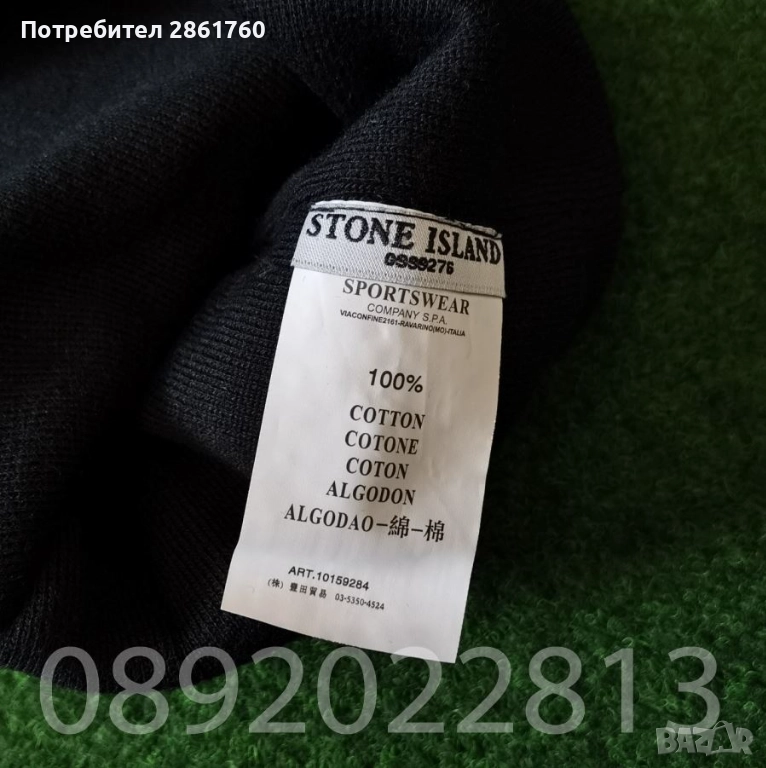 Потребител 2861760
STONE ISLAND
GSS9276
SPORTSWEAR
COMPANY S.P.A.
VIACONFINE2161-RAVARINO(MO)-ITALIA
100%
COTTON
COTONE
COTON
ALGODON
ALGODAO-綿-棉
ART.10159284
(株) 豊田貿易 03-5350-4524
0892022813
BAZAR